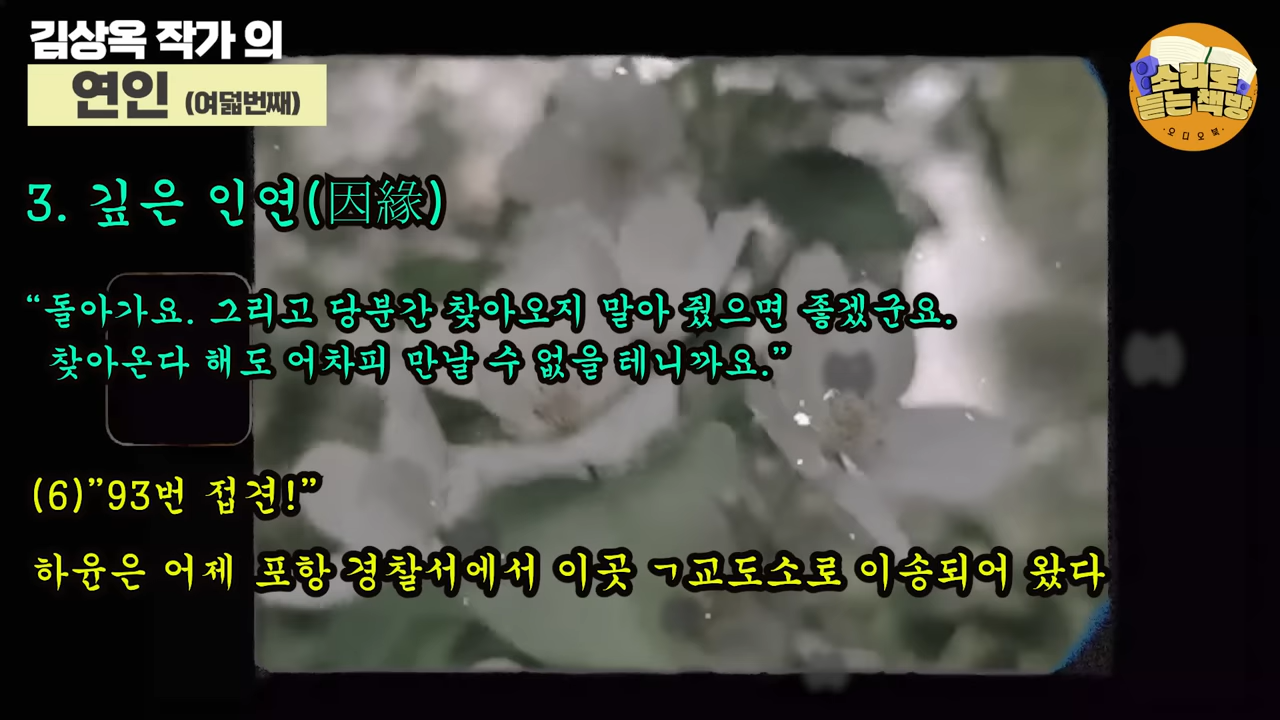 김상옥 작가 의
연인 (여덟번째)
소리로
듣는 책방
·오디오북·
3. 깊은 인연(因緣)
“돌아가요. 그리고 당분간 찾아오지 말아 줬으면 좋겠군요.
찾아온다 해도 어차피 만날 수 없을 테니까요.”
(6)”93번 접견!”
하윤은 어제 포항 경찰서에서 이곳 ㄱ교도소로 이송되어 왔다